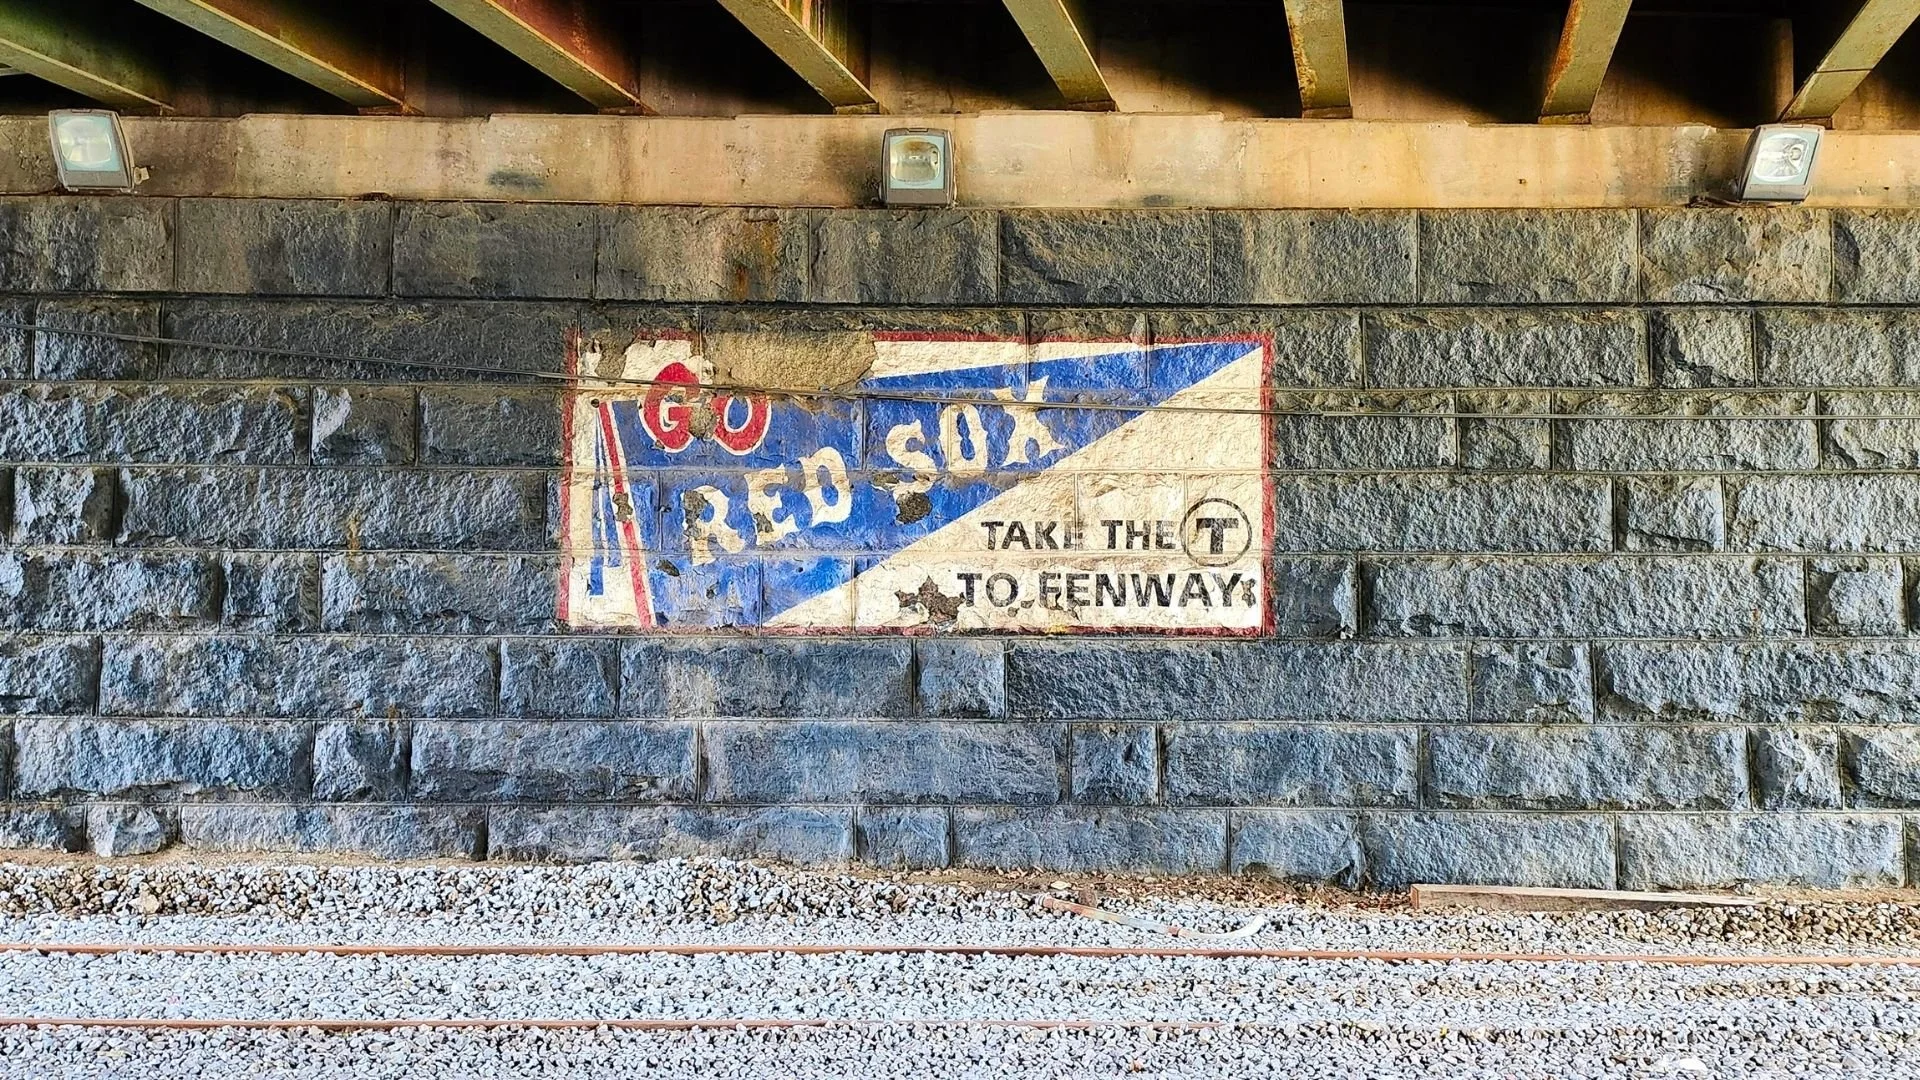 GO
RED SOX
TAKE THE T
TO FENWAY